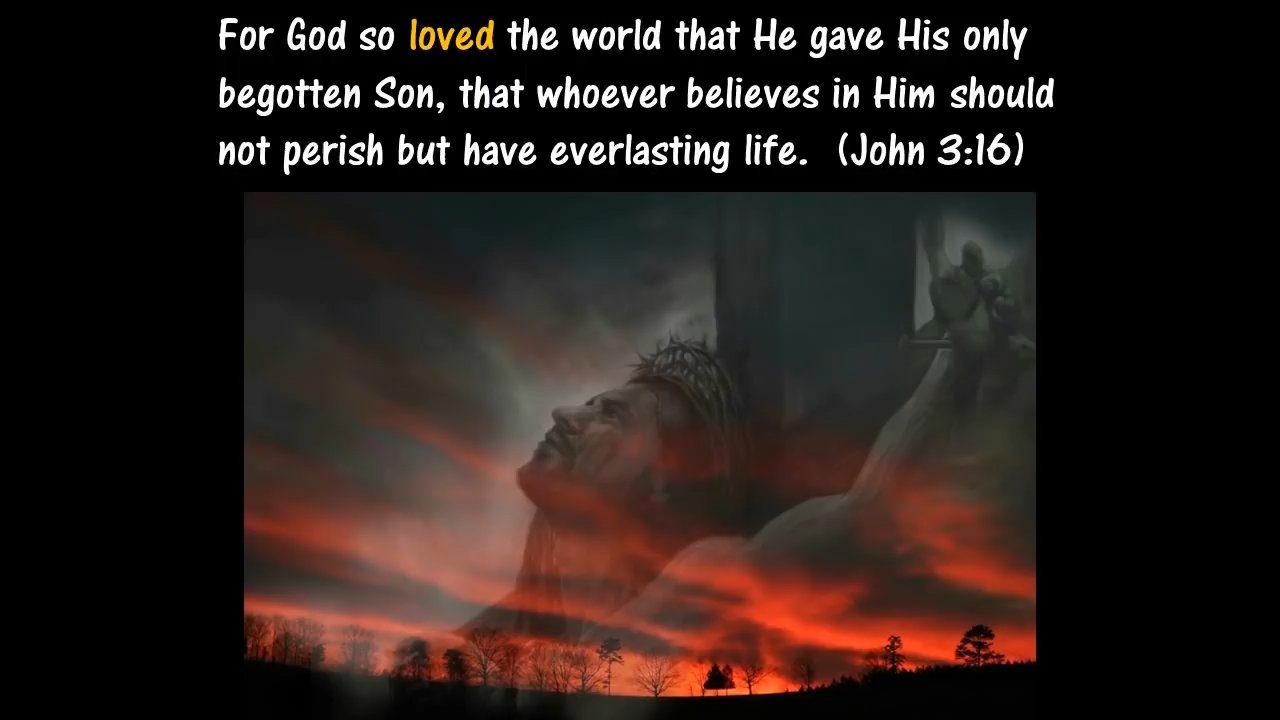 For God so loved the world that He gave His only
begotten Son, that whoever believes in Him should
not perish but have everlasting life.  (John 3:16)